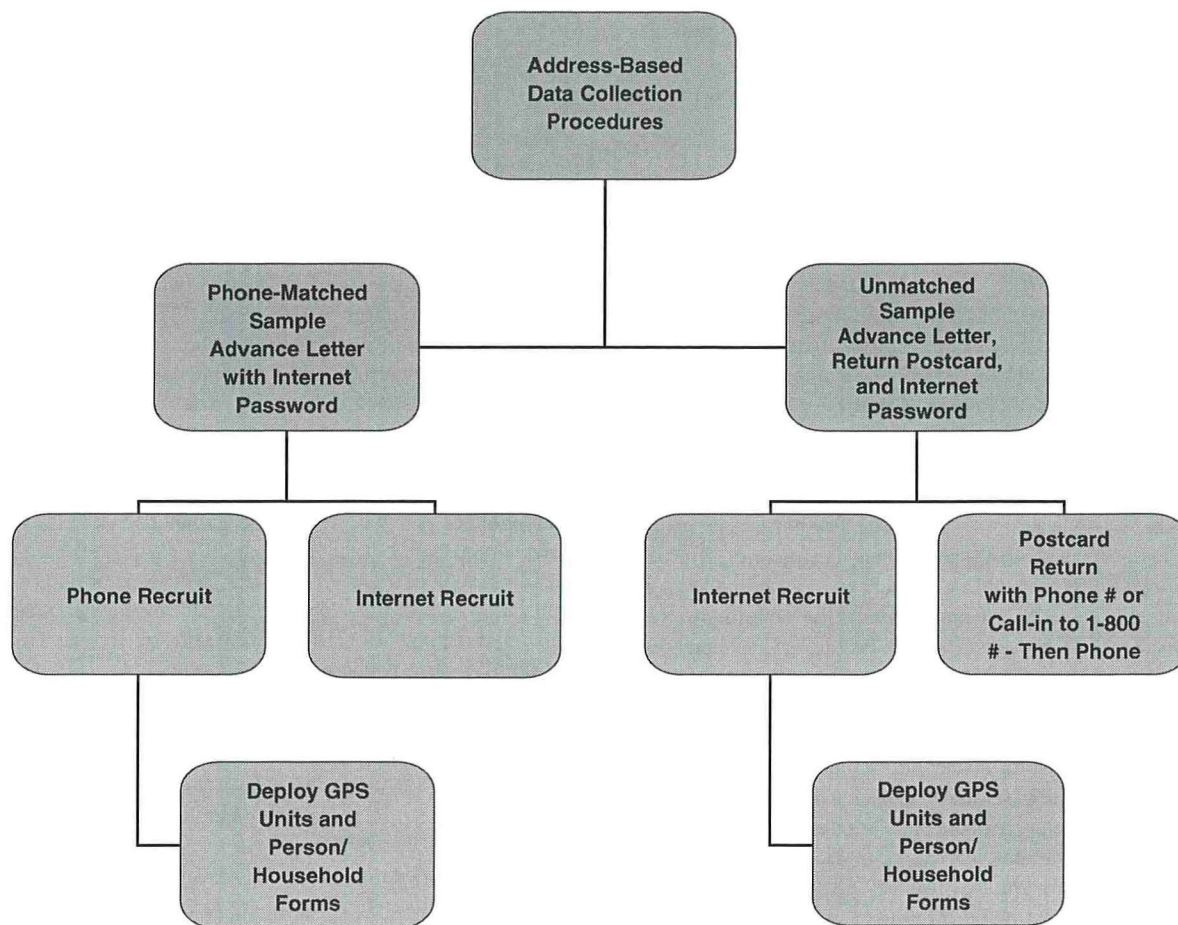 Address-Based
Data Collection
Procedures
Phone-Matched
Sample
Advance Letter
with Internet
Password
Unmatched
Sample
Advance Letter,
Return Postcard,
and Internet
Password
Phone Recruit
Internet Recruit
Internet Recruit
Postcard
Return
with Phone # or
Call-in to 1-800
# - Then Phone
Deploy GPS
Units and
Person/
Household
Forms
Deploy GPS
Units and
Person/
Household
Forms